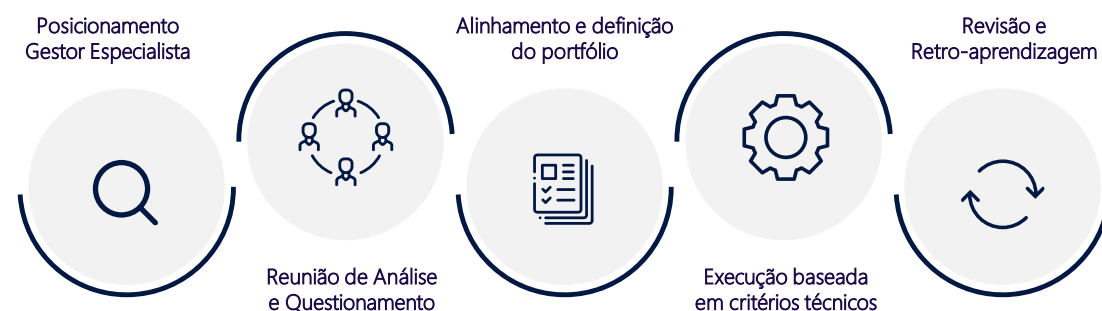 Posicionamento
Gestor Especialista
Reunião de Análise
e Questionamento
Alinhamento e definição
do portfólio
Execução baseada
em critérios técnicos
Revisão e
Retro-aprendizagem